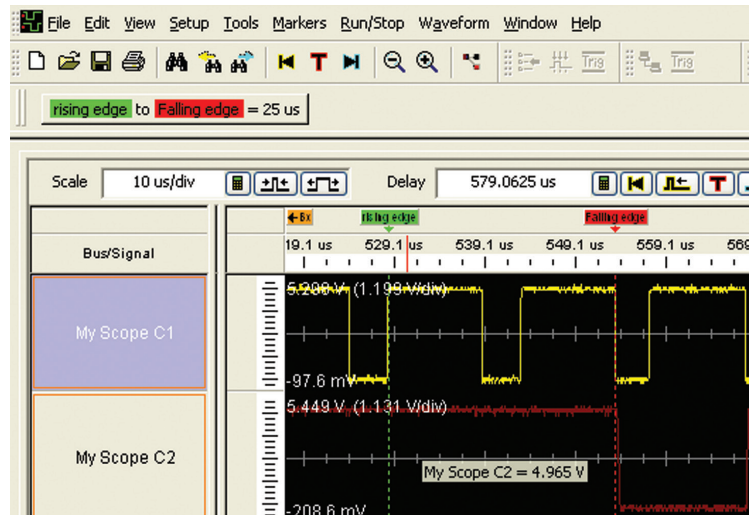 File Edit View Setup Tools Markers Run/Stop Waveform Window Help
T Trig Trig
rising edge to Falling edge = 25 us
Scale 10 us/div Delay 579.0625 us T
Bx rising edge Falling edge
19.1 us 529.1 us 539.1 us 549.1 us 559.1 us 569
Bus/Signal
5.288 V (1.193 V/div)
My Scope C1
-97.6 mV
5.449 V (1.131 V/div)
My Scope C2
My Scope C2 = 4.965 V
-208.6 mV